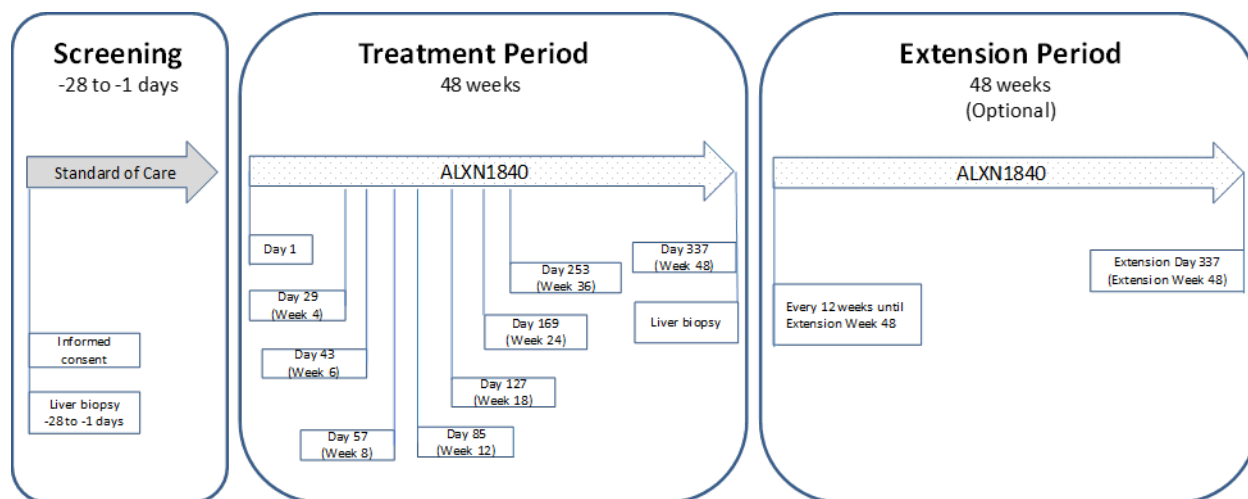 Screening
-28 to -1 days
Standard of Care
Informed
consent
Liver biopsy
-28 to -1 days
Treatment Period
48 weeks
ALXN1840
Day 1
Day 29
(Week 4)
Day 43
(Week 6)
Day 57
(Week 8)
Day 85
(Week 12)
Day 127
(Week 18)
Day 169
(Week 24)
Day 253
(Week 36)
Day 337
(Week 48)
Liver biopsy
Extension Period
48 weeks
(Optional)
ALXN1840
Every 12 weeks until
Extension Week 48
Extension Day 337
(Extension Week 48)